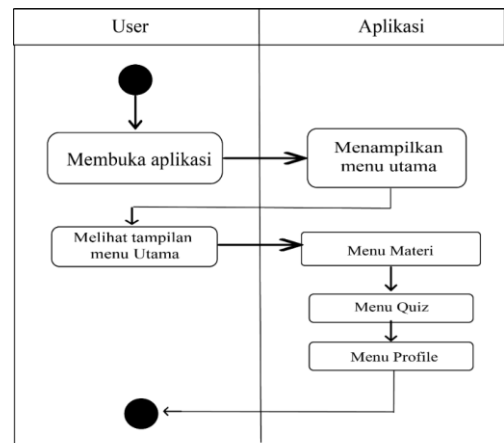 User
Aplikasi
Membuka aplikasi
Menampilkan
menu utama
Melihat tampilan
menu Utama
Menu Materi
Menu Quiz
Menu Profile